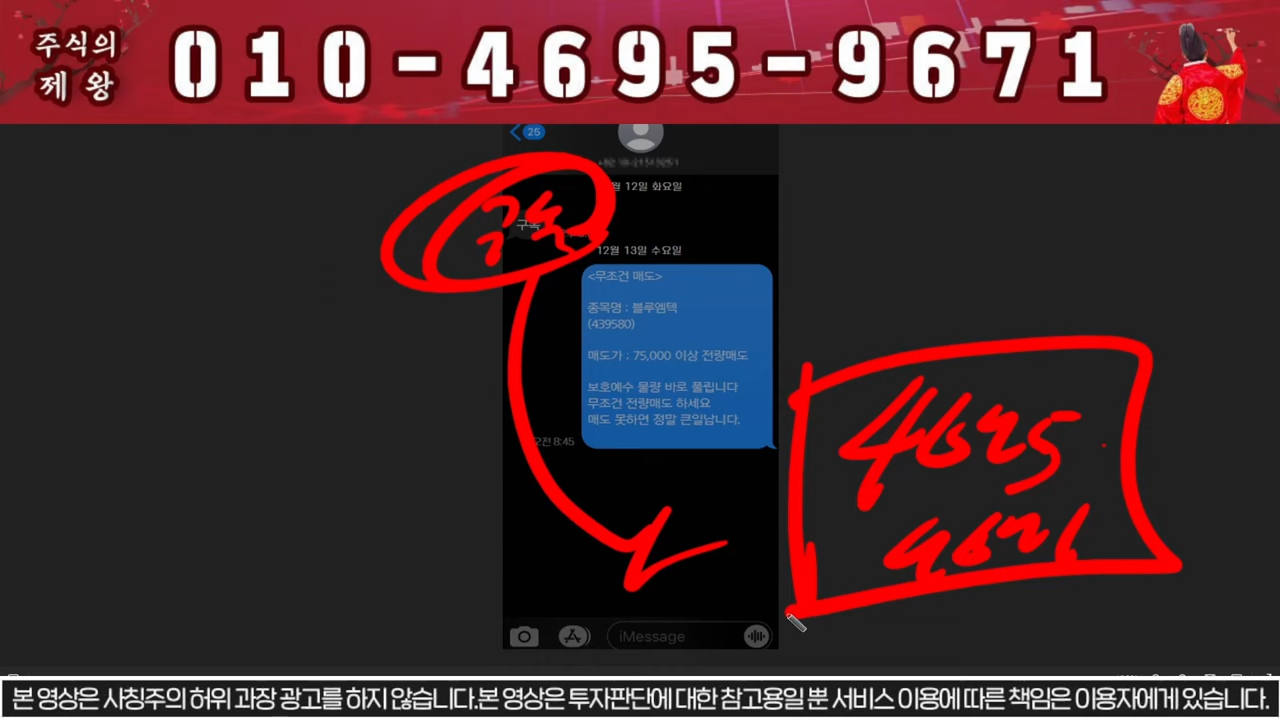 주식의
제 왕
010-4695-9671
25
월 12일 화요일
구독
구독
12월 13일 수요일
<무조건 매도>
종목명 : 블루엠텍
(439580)
매도가 : 75,000 이상 전량매도
보호예수 물량 바로 풀립니다
무조건 전량매도 하세요
매도 못하면 정말 큰일납니다.
오전 8:45
4695
9671
iMessage
본 영상은 사칭주의 허위 과장 광고를 하지 않습니다.본 영상은 투자판단에 대한 참고용일 뿐 서비스 이용에 따른 책임은 이용자에게 있습니다.